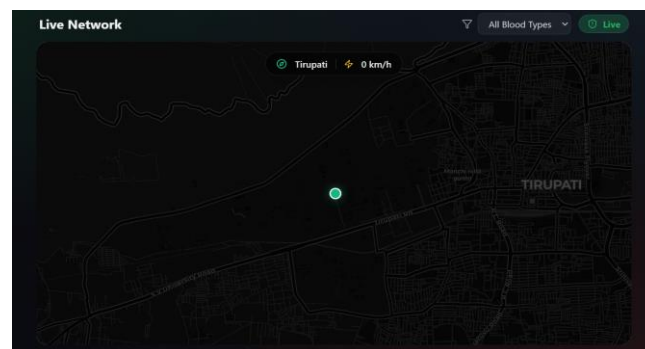 Live Network
All Blood Types
Live
Tirupati
0 km/h
TIRUPATI